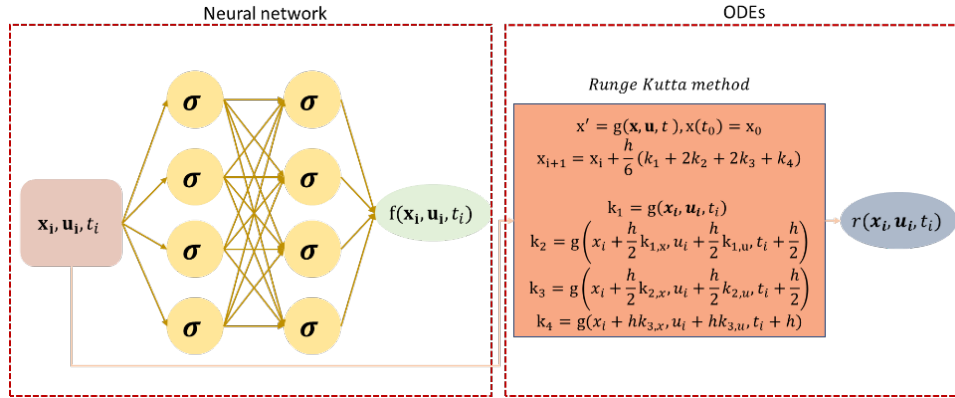 Neural network
ODEs
Runge Kutta method
σ σ
σ σ
σ σ
σ σ
𝐱ᵢ, 𝐮ᵢ, tᵢ
f(𝐱ᵢ, 𝐮ᵢ, tᵢ)
x′ = g(𝐱, 𝐮, t ), x(t₀) = x₀
xᵢ₊₁ = xᵢ + h/6 (k₁ + 2k₂ + 2k₃ + k₄)
k₁ = g(𝒙ᵢ, 𝒖ᵢ, tᵢ)
k₂ = g(xᵢ + h/2 k₁,ₓ, uᵢ + h/2 k₁,ᵤ, tᵢ + h/2)
k₃ = g(xᵢ + h/2 k₂,ₓ, uᵢ + h/2 k₂,ᵤ, tᵢ + h/2)
k₄ = g(xᵢ + hk₃,ₓ, uᵢ + hk₃,ᵤ, tᵢ + h)
r(𝒙ᵢ, 𝒖ᵢ, tᵢ)